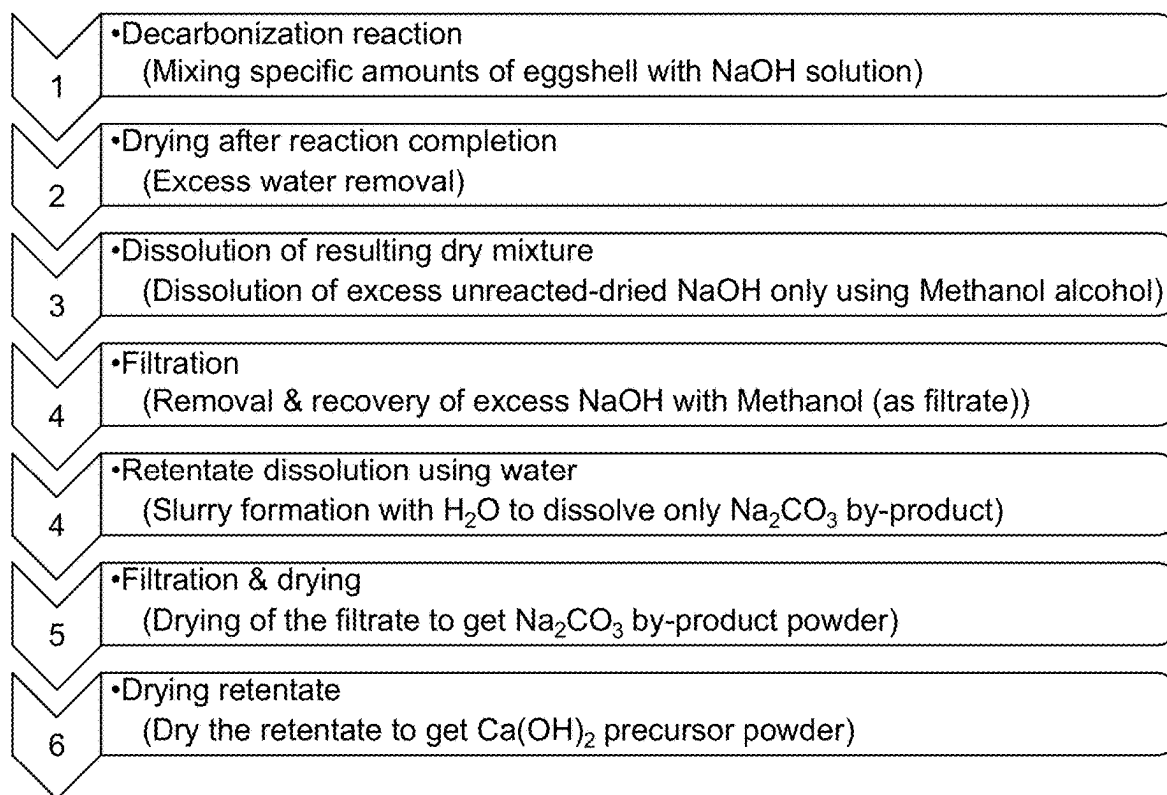 •Decarbonization reaction
(Mixing specific amounts of eggshell with NaOH solution)
1
•Drying after reaction completion
(Excess water removal)
2
•Dissolution of resulting dry mixture
(Dissolution of excess unreacted-dried NaOH only using Methanol alcohol)
3
•Filtration
(Removal & recovery of excess NaOH with Methanol (as filtrate))
4
•Retentate dissolution using water
(Slurry formation with H₂O to dissolve only Na₂CO₃ by-product)
4
•Filtration & drying
(Drying of the filtrate to get Na₂CO₃ by-product powder)
5
•Drying retentate
(Dry the retentate to get Ca(OH)₂ precursor powder)
6